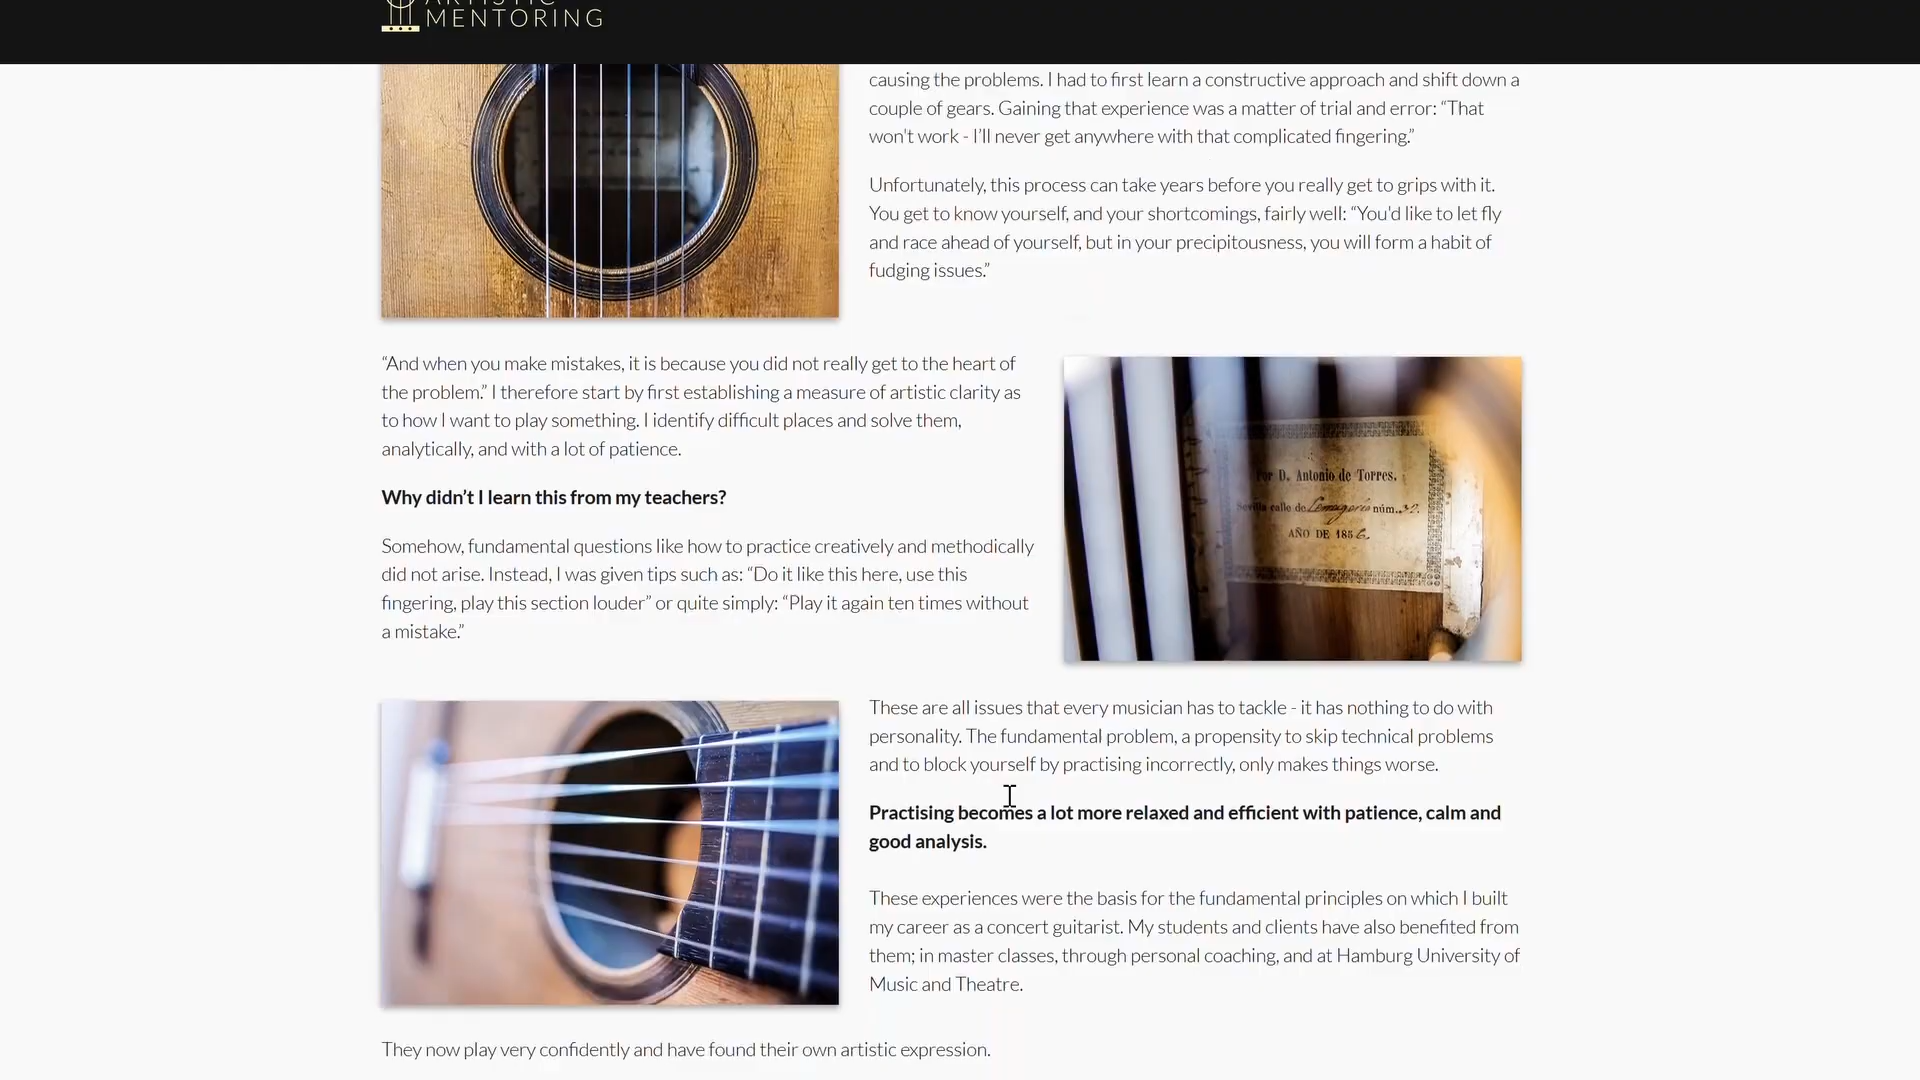 MENTORING
causing the problems. I had to first learn a constructive approach and shift down a
couple of gears. Gaining that experience was a matter of trial and error: “That
won't work - I’ll never get anywhere with that complicated fingering.”
Unfortunately, this process can take years before you really get to grips with it.
You get to know yourself, and your shortcomings, fairly well: “You'd like to let fly
and race ahead of yourself, but in your precipitousness, you will form a habit of
fudging issues.”
“And when you make mistakes, it is because you did not really get to the heart of
the problem.” I therefore start by first establishing a measure of artistic clarity as
to how I want to play something. I identify difficult places and solve them,
analytically, and with a lot of patience.
Why didn’t I learn this from my teachers?
Somehow, fundamental questions like how to practice creatively and methodically
did not arise. Instead, I was given tips such as: “Do it like this here, use this
fingering, play this section louder” or quite simply: “Play it again ten times without
a mistake.”
Por D. Antonio de Torres,
Sevilla calle de núm.
AÑO DE 1856.
These are all issues that every musician has to tackle - it has nothing to do with
personality. The fundamental problem, a propensity to skip technical problems
and to block yourself by practising incorrectly, only makes things worse.
Practising becomes a lot more relaxed and efficient with patience, calm and
good analysis.
These experiences were the basis for the fundamental principles on which I built
my career as a concert guitarist. My students and clients have also benefited from
them; in master classes, through personal coaching, and at Hamburg University of
Music and Theatre.
They now play very confidently and have found their own artistic expression.